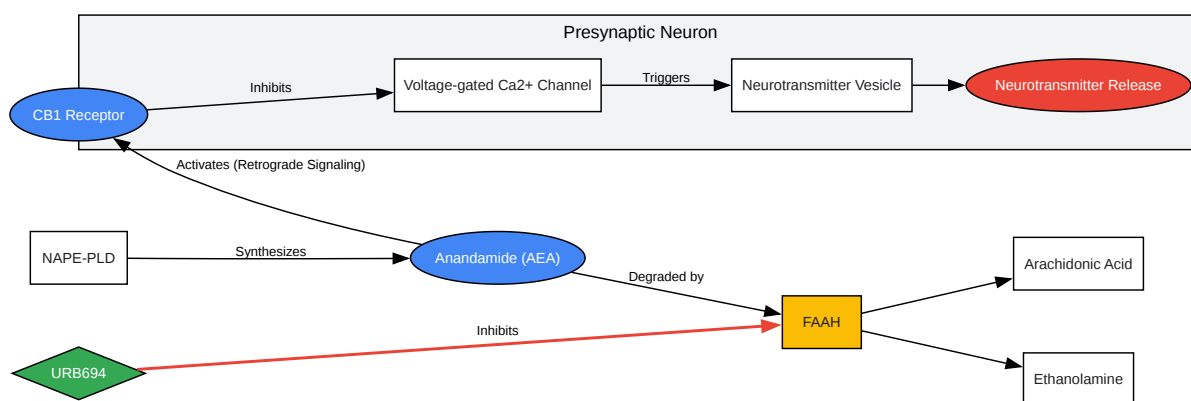 Presynaptic Neuron
CB1 Receptor
Inhibits
Voltage-gated Ca2+ Channel
Triggers
Neurotransmitter Vesicle
Neurotransmitter Release
Activates (Retrograde Signaling)
NAPE-PLD
Synthesizes
Anandamide (AEA)
Degraded by
Arachidonic Acid
FAAH
Inhibits
URB694
Ethanolamine